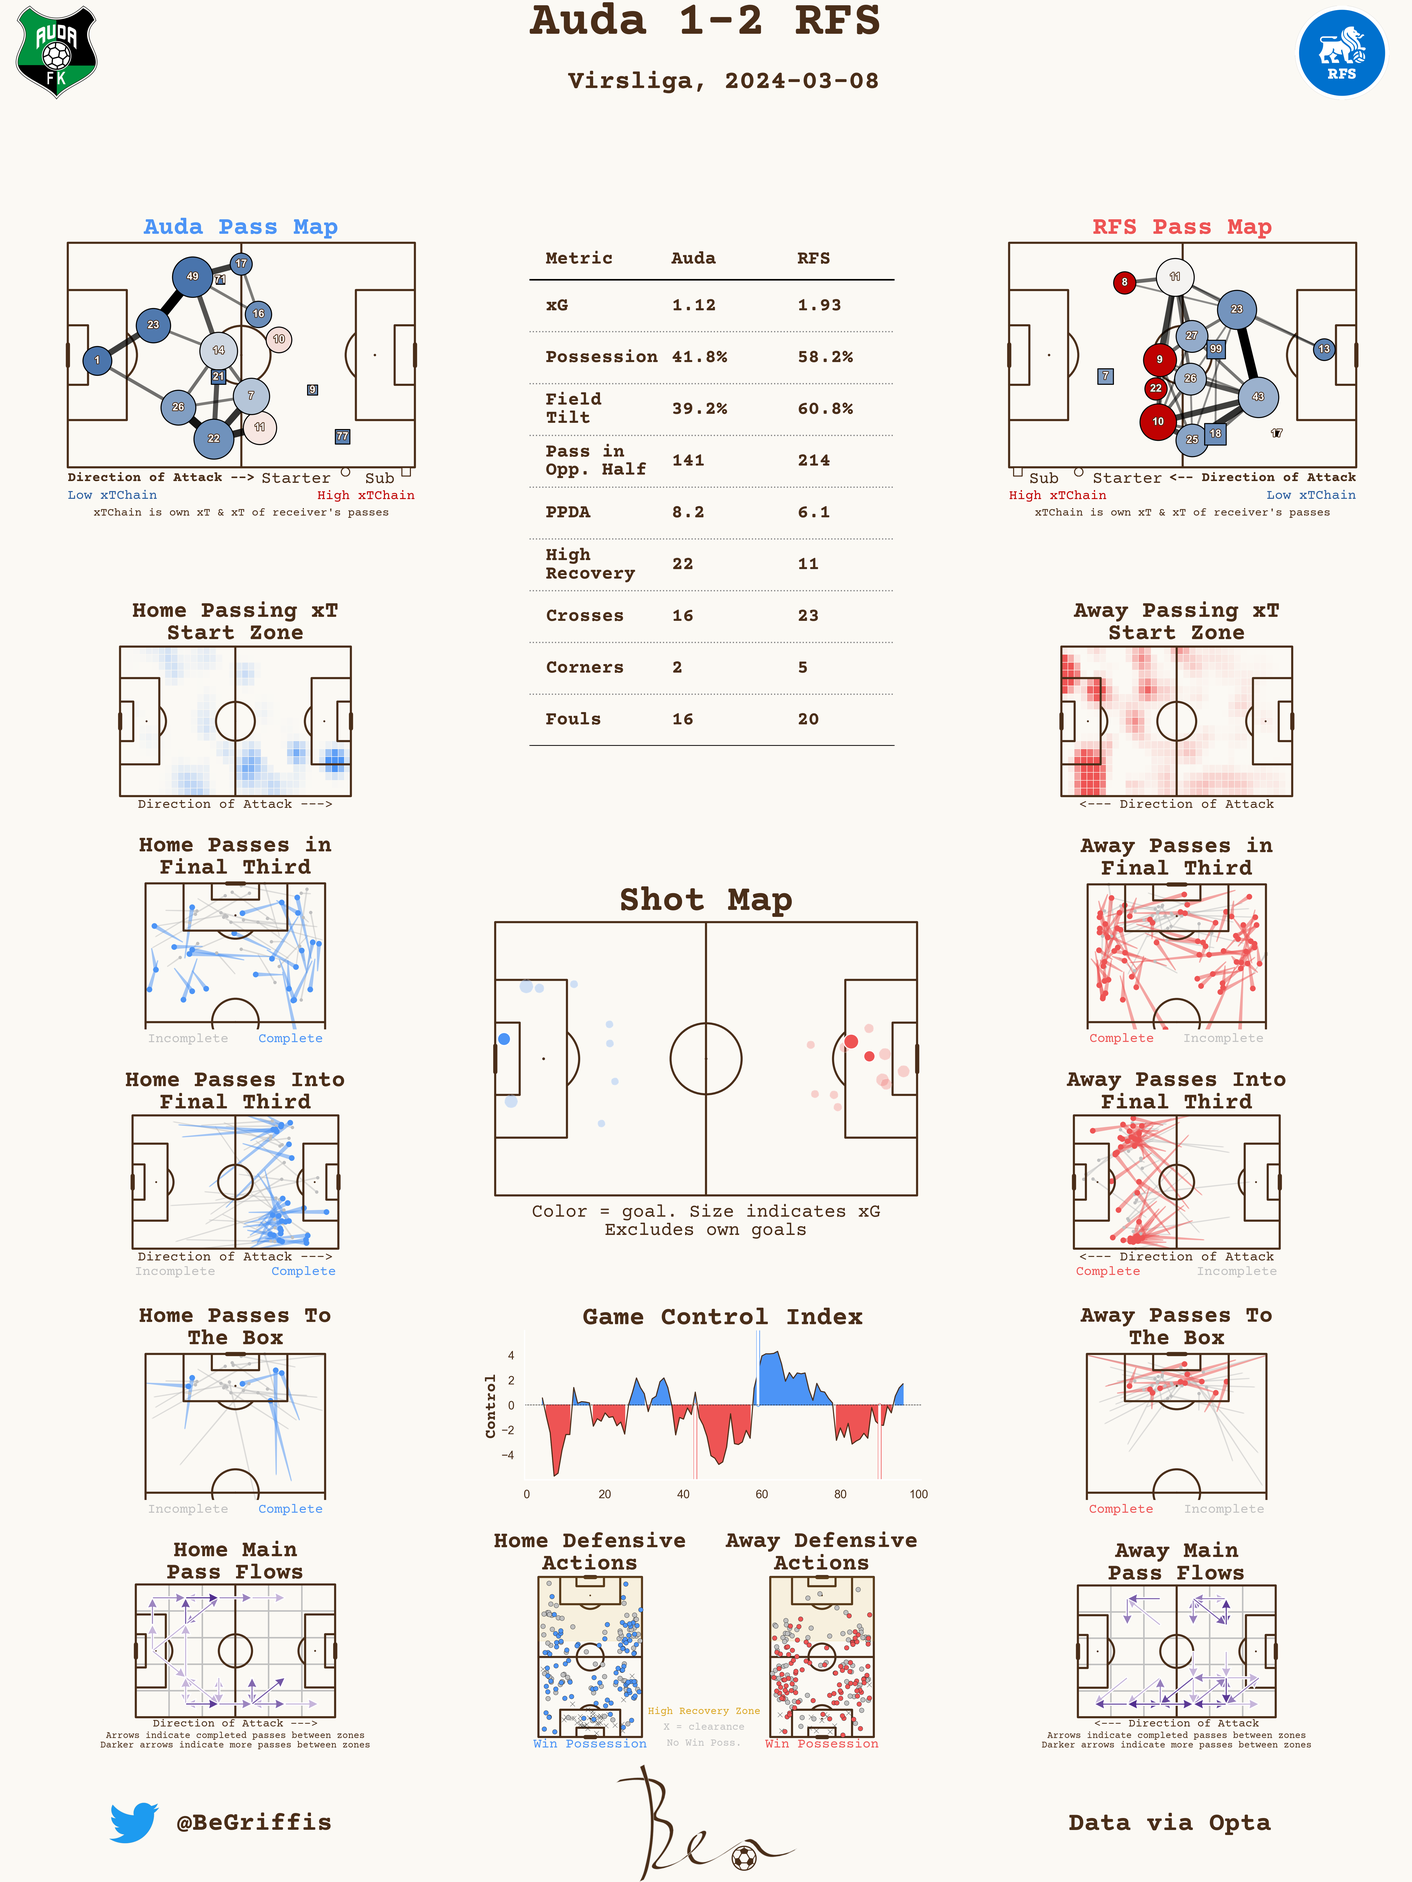 Auda 1-2 RFS
Virsliga, 2024-03-08
AUDA
FK
RFS
Auda Pass Map
17
49
71
16
23
10
14
1
21
9
7
26
11
22
77
Direction of Attack --> Starter Sub
Low xTChain High xTChain
xTChain is own xT & xT of receiver's passes
Metric Auda RFS
xG 1.12 1.93
Possession 41.8% 58.2%
Field
Tilt 39.2% 60.8%
Pass in
Opp. Half 141 214
PPDA 8.2 6.1
High
Recovery 22 11
Crosses 16 23
Corners 2 5
Fouls 16 20
RFS Pass Map
11
8
23
27
99
13
9
7
26
22
43
10
18
17
25
Sub Starter <-- Direction of Attack
High xTChain Low xTChain
xTChain is own xT & xT of receiver's passes
Home Passing xT
Start Zone
Direction of Attack --->
Away Passing xT
Start Zone
<--- Direction of Attack
Home Passes in
Final Third
Incomplete Complete
Away Passes in
Final Third
Complete Incomplete
Shot Map
Color = goal. Size indicates xG
Excludes own goals
Home Passes Into
Final Third
Direction of Attack --->
Incomplete Complete
Away Passes Into
Final Third
<--- Direction of Attack
Complete Incomplete
Home Passes To
The Box
Incomplete Complete
Game Control Index
Control
4
2
0
−2
−4
0 20 40 60 80 100
Away Passes To
The Box
Complete Incomplete
Home Main
Pass Flows
Direction of Attack --->
Arrows indicate completed passes between zones
Darker arrows indicate more passes between zones
Home Defensive
Actions
Win Possession
High Recovery Zone
X = clearance
No Win Poss.
Away Defensive
Actions
Win Possession
Away Main
Pass Flows
<--- Direction of Attack
Arrows indicate completed passes between zones
Darker arrows indicate more passes between zones
@BeGriffis
Ben
Data via Opta